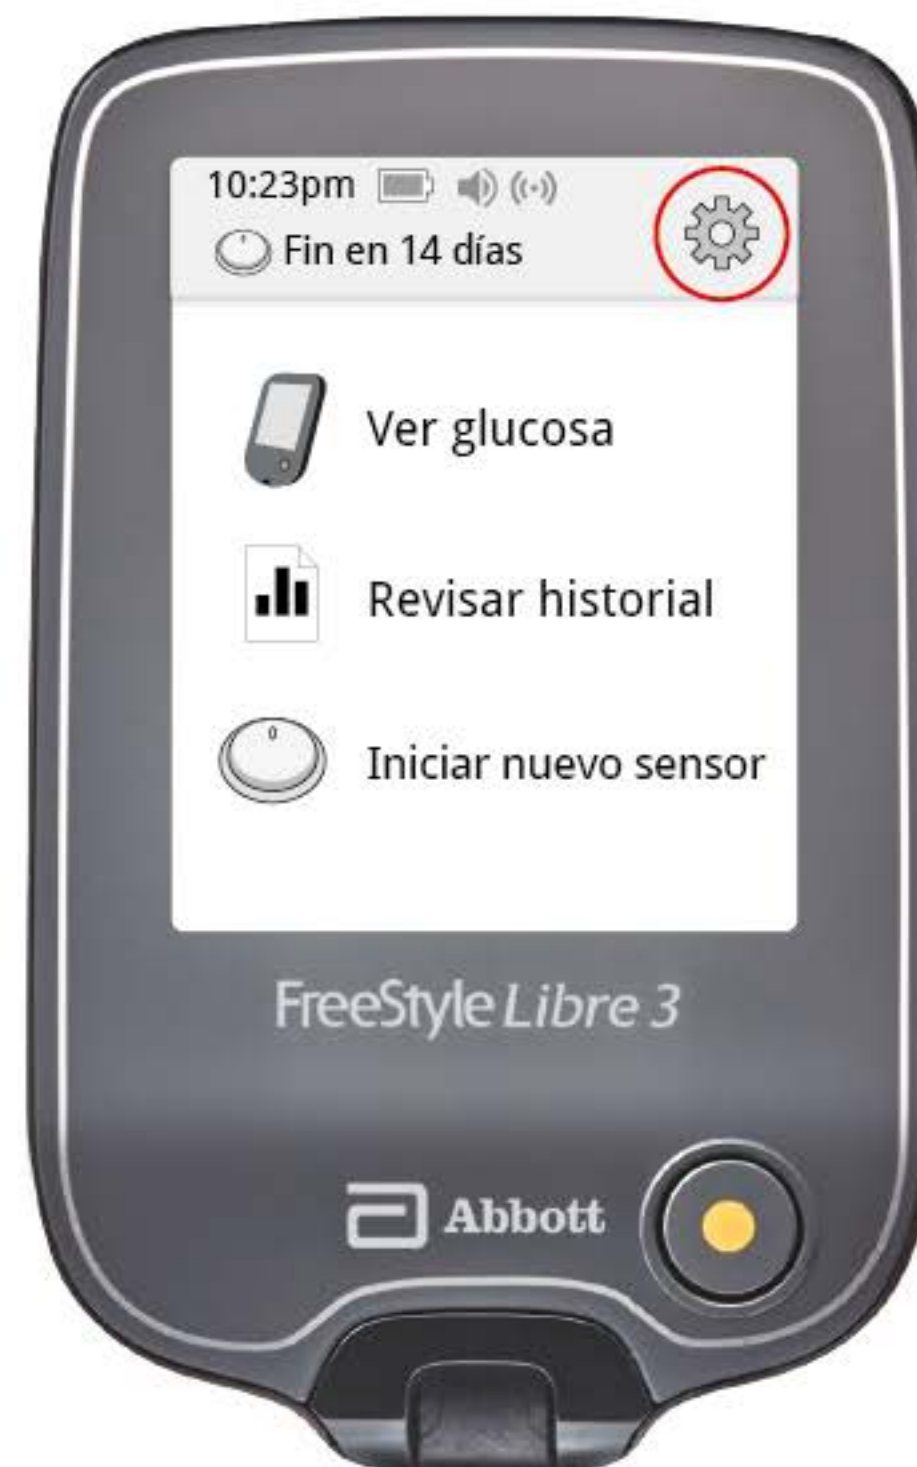 10:23pm
Fin en 14 días
Ver glucosa
Revisar historial
Iniciar nuevo sensor
FreeStyle Libre 3
Abbott